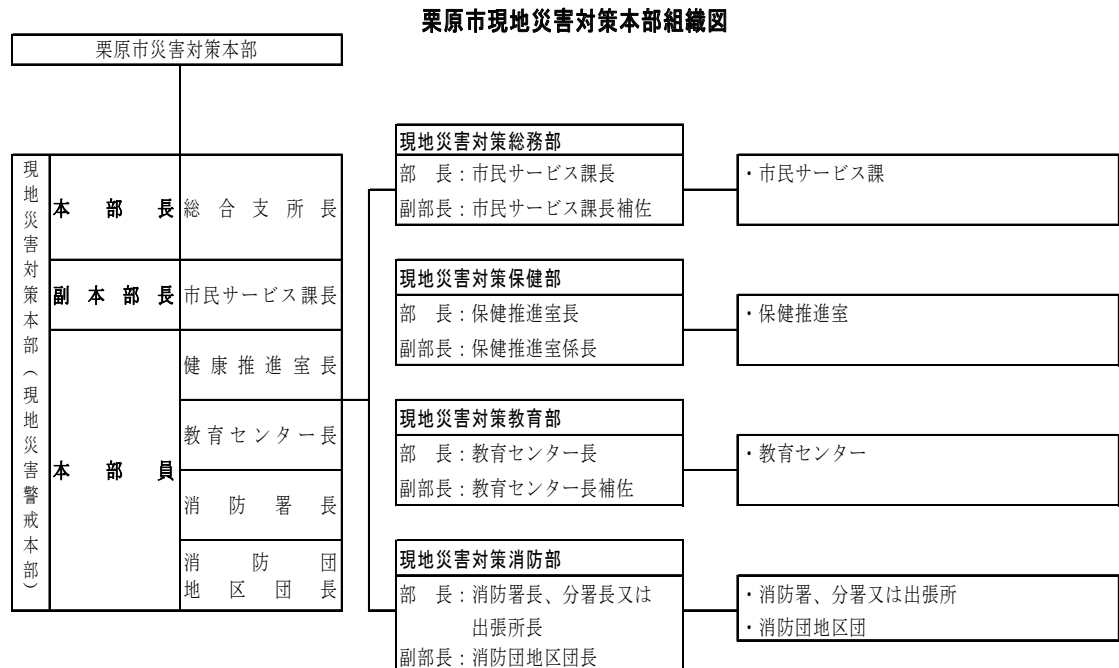 栗原市現地災害対策本部組織図
栗原市災害対策本部
現地災害対策本部（現地災害警戒本部）
本部長
総合支所長
副本部長
市民サービス課長
本部員
健康推進室長
教育センター長
消防署長
消防団
地区団長
現地災害対策総務部
部　長：市民サービス課長
副部長：市民サービス課長補佐
・市民サービス課
現地災害対策保健部
部　長：保健推進室長
副部長：保健推進室係長
・保健推進室
現地災害対策教育部
部　長：教育センター長
副部長：教育センター長補佐
・教育センター
現地災害対策消防部
部　長：消防署長、分署長又は
出張所長
副部長：消防団地区団長
・消防署、分署又は出張所
・消防団地区団